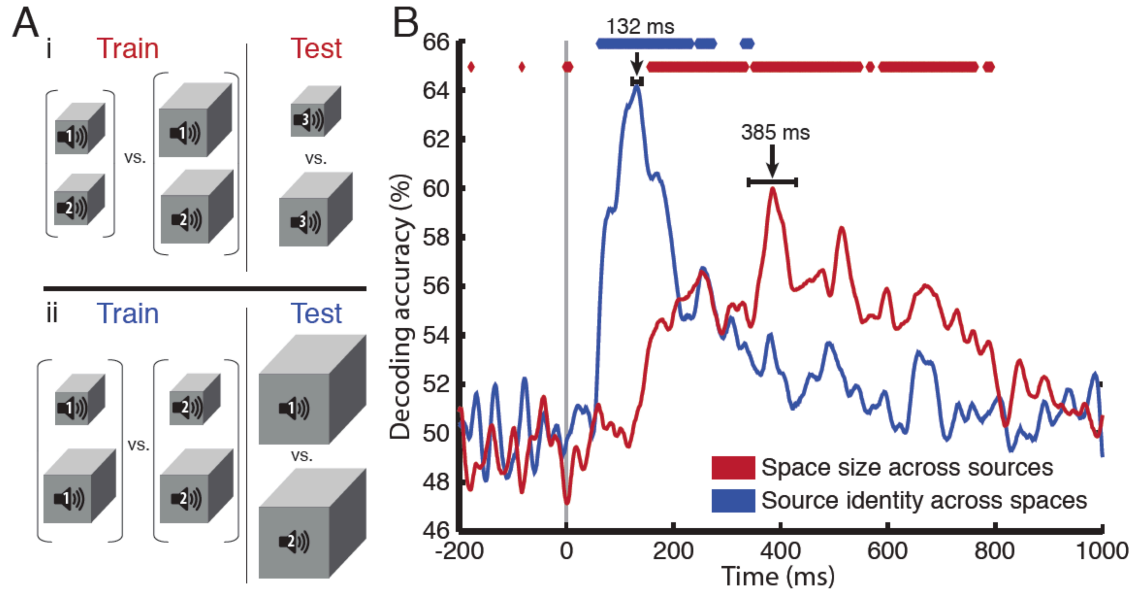 A
i
Train
Test
1
vs.
1
3
2
2
vs.
3
ii
Train
Test
1
vs.
2
1
1
2
vs.
2
B
132 ms
385 ms
66
64
62
60
58
56
54
52
50
48
46
Decoding accuracy (%)
Space size across sources
Source identity across spaces
-200 0 200 400 600 800 1000
Time (ms)